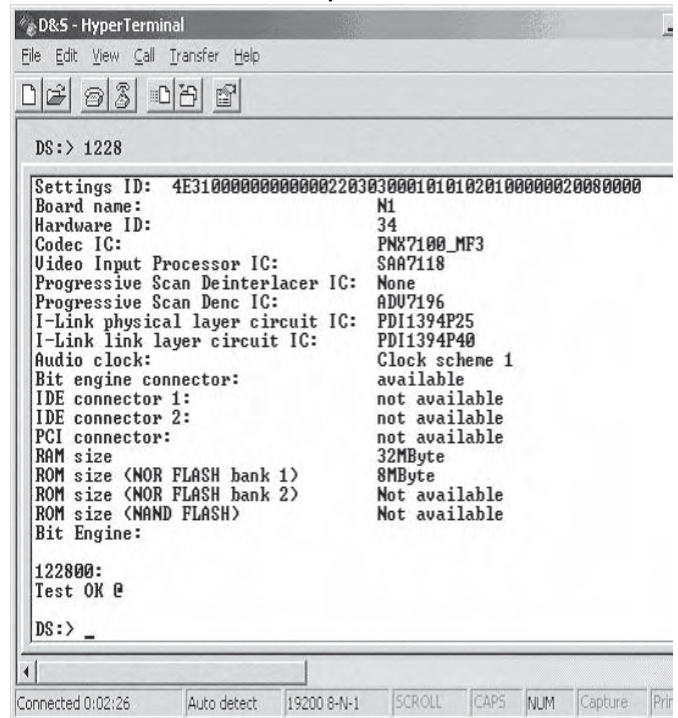 D&S - HyperTerminal
File Edit View Call Transfer Help
DS:> 1228
Settings ID: 4E3100000000000022030300010101020100000020080000
Board name: N1
Hardware ID: 34
Codec IC: PNX7100_MF3
Video Input Processor IC: SAA7118
Progressive Scan Deinterlacer IC: None
Progressive Scan Denc IC: ADV7196
I-Link physical layer circuit IC: PDI1394P25
I-Link link layer circuit IC: PDI1394P40
Audio clock: Clock scheme 1
Bit engine connector: available
IDE connector 1: not available
IDE connector 2: not available
PCI connector: not available
RAM size 32MByte
ROM size (NOR FLASH bank 1) 8MByte
ROM size (NOR FLASH bank 2) Not available
ROM size (NAND FLASH) Not available
Bit Engine:
122800:
Test OK @
DS:> _
Connected 0:02:26 Auto detect 19200 8-N-1 SCROLL CAPS NUM Capture